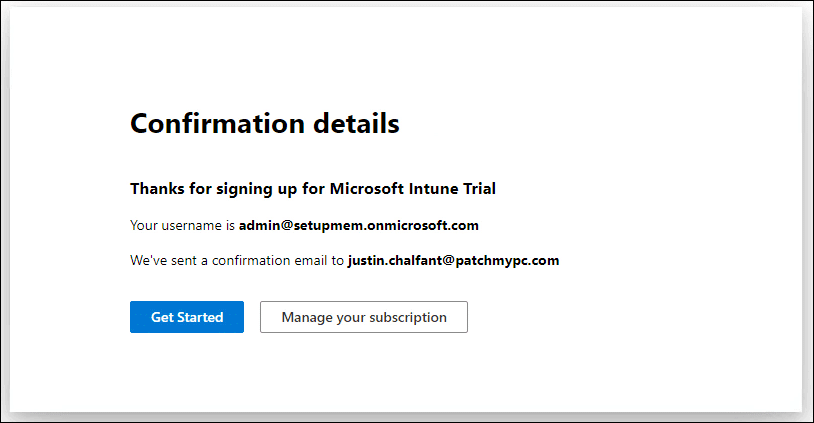 Confirmation details
Thanks for signing up for Microsoft Intune Trial
Your username is admin@setupmem.onmicrosoft.com
We've sent a confirmation email to justin.chalfant@patchmypc.com
Get Started
Manage your subscription